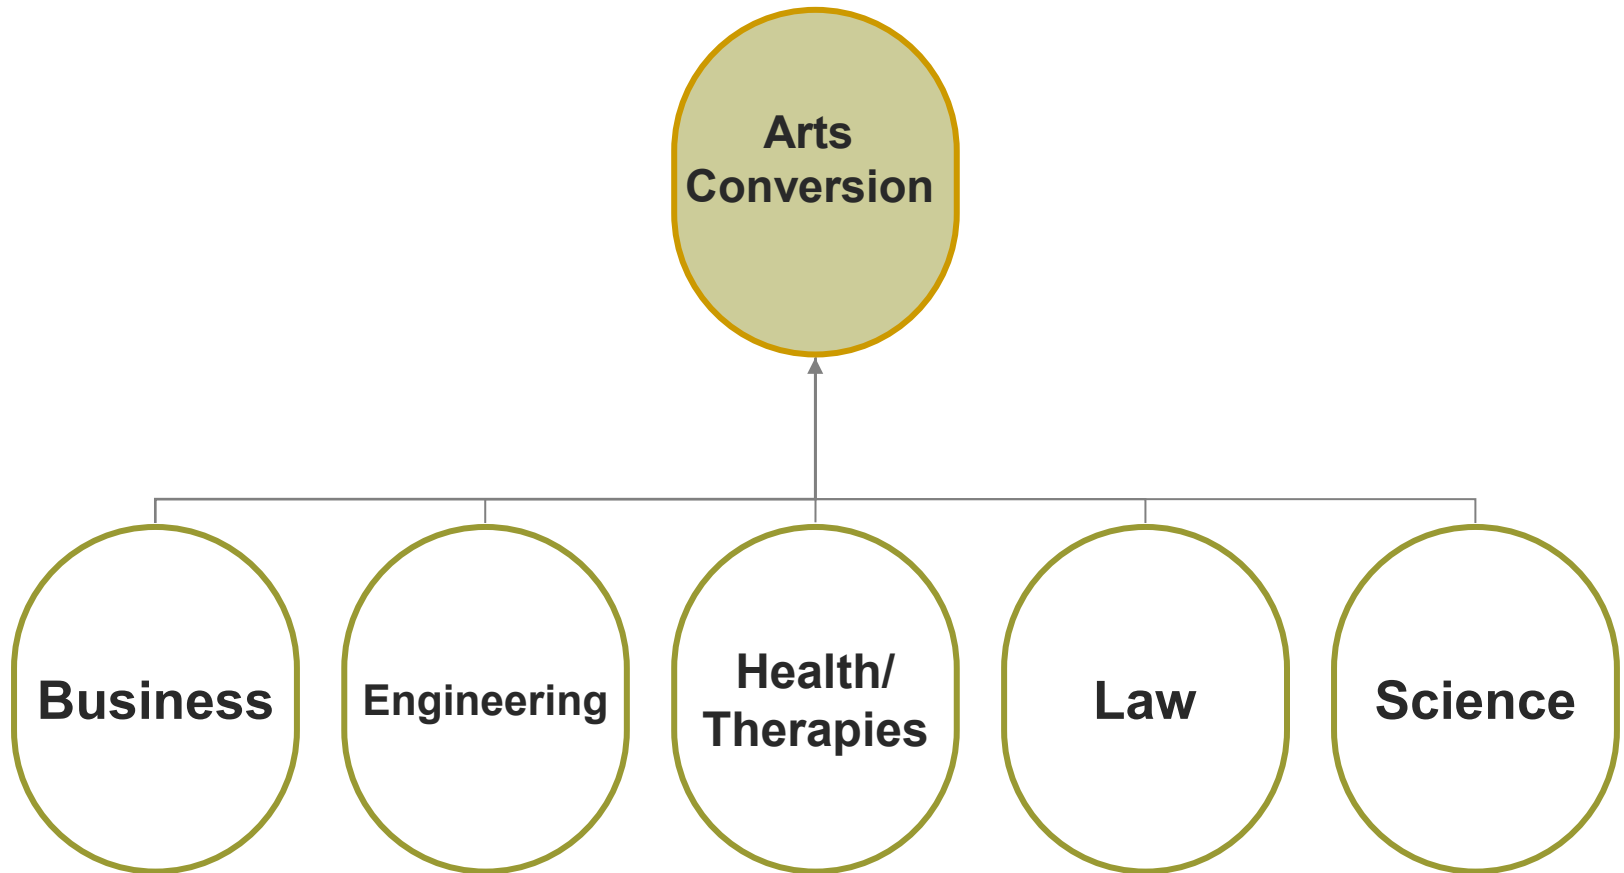 Arts
Conversion
Business
Engineering
Health/
Therapies
Law
Science